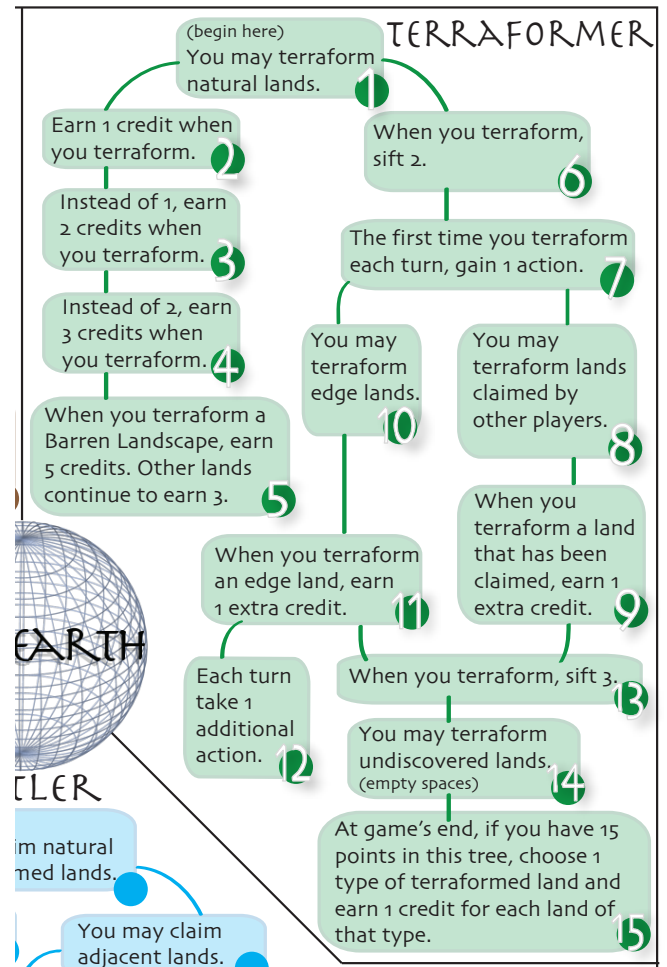 TERRAFORMER
(begin here)
You may terraform
natural lands.
1
Earn 1 credit when
you terraform.
2
Instead of 1, earn
2 credits when
you terraform.
3
Instead of 2, earn
3 credits when
you terraform.
4
When you terraform a
Barren Landscape, earn
5 credits. Other lands
continue to earn 3.
5
When you terraform,
sift 2.
6
The first time you terraform
each turn, gain 1 action.
7
You may
terraform lands
claimed by
other players.
8
When you
terraform a land
that has been
claimed, earn 1
extra credit.
9
You may
terraform
edge lands.
10
When you terraform
an edge land, earn
1 extra credit.
11
Each turn
take 1
additional
action.
12
When you terraform, sift 3.
13
You may terraform
undiscovered lands.
(empty spaces)
14
At game's end, if you have 15
points in this tree, choose 1
type of terraformed land and
earn 1 credit for each land of
that type.
15
EARTH
TLER
im natural
med lands.
You may claim
adjacent lands.